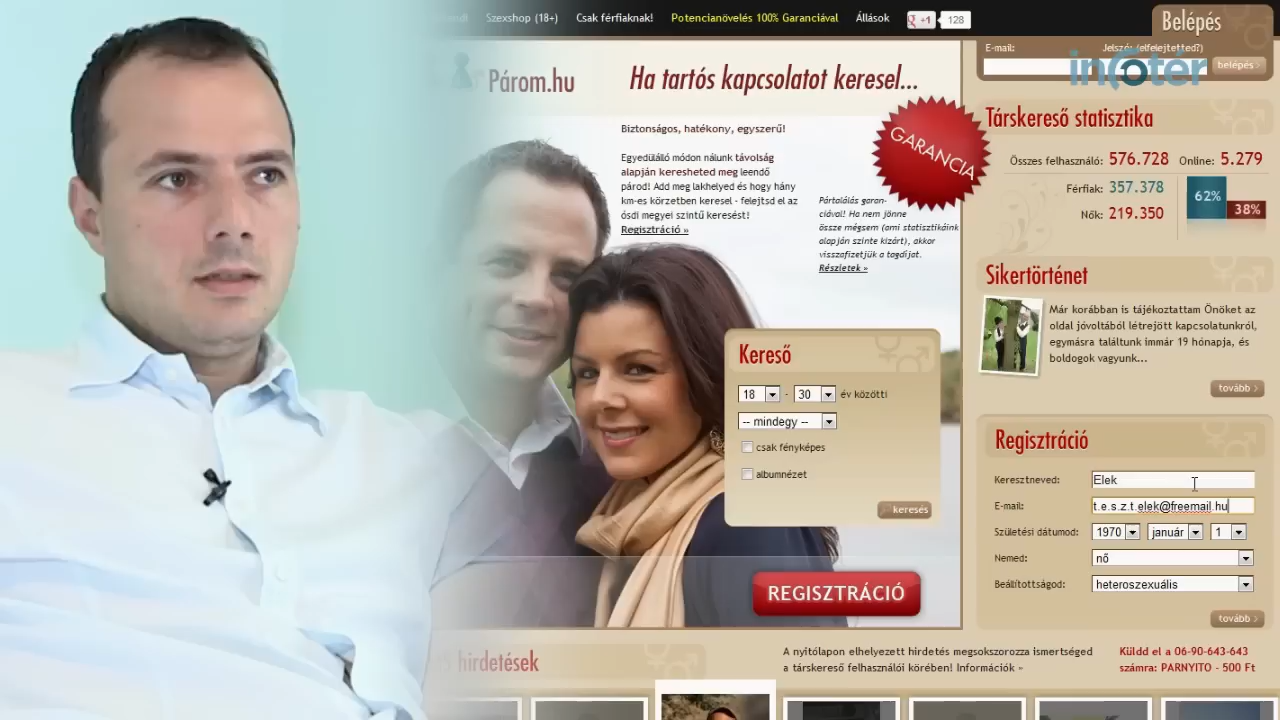 Szexshop (18+) Csak férfiaknak! Potencianövelés 100% Garanciával Állások +1 128
Belépés
E-mail: Jelszó: (elfelejtetted?)
belépés
infotér
Párom.hu
Ha tartós kapcsolatot keresel...
Biztonságos, hatékony, egyszerű!
Egyedülálló módon nálunk távolság
alapján keresheted meg leendő
párod! Add meg lakhelyed és hogy hány
km-es körzetben keresel - felejtsd el az
ósdi megyei szintű keresést!
Regisztráció »
GARANCIA
Pártalálás garan-
ciával! Ha nem jönne
össze mégsem (ami statisztikáink
alapján szinte kizárt), akkor
visszafizetjük a tagdíjat.
Részletek »
Kereső
18 - 30 év közötti
-- mindegy --
csak fényképes
albumnézet
keresés
REGISZTRÁCIÓ
Társkereső statisztika
Összes felhasználó: 576.728 Online: 5.279
Férfiak: 357.378
Nők: 219.350
62%
38%
Sikertörténet
Már korábban is tájékoztattam Önöket az
oldal jóvoltából létrejött kapcsolatunkról,
egymásra találtunk immár 19 hónapja, és
boldogok vagyunk...
tovább
Regisztráció
Keresztneved: Elek
E-mail: t.e.s.z.t.elek@freemail.hu
Születési dátumod: 1970 január 1
Nemed: nő
Beállítottságod: heteroszexuális
tovább
hirdetések
A nyitólapon elhelyezett hirdetés megsokszorozza ismertséged
a társkereső felhasználói körében! Információk »
Küldd el a 06-90-643-643
számra: PARNYITO - 500 Ft